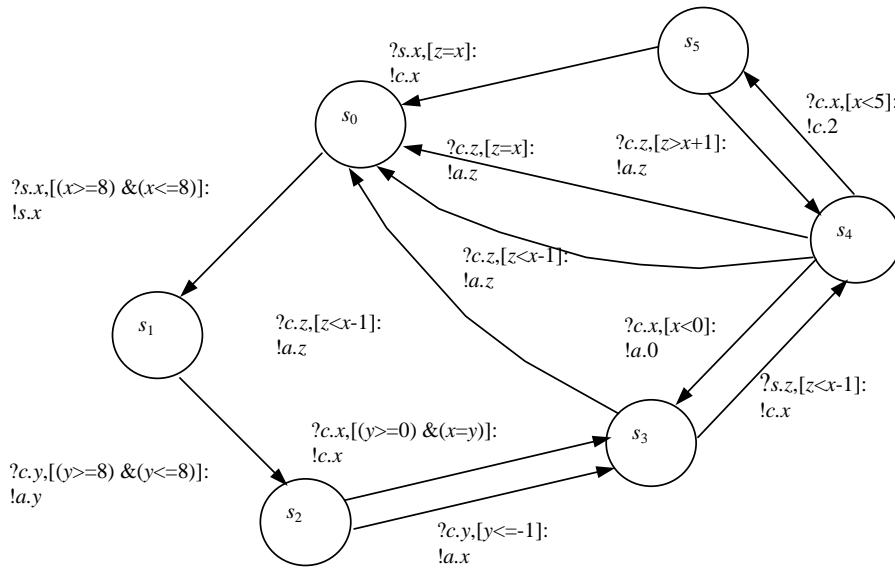 s5
?s.x,[z=x]:
!c.x
?c.x,[x<5]:
!c.2
s0
?c.z,[z=x]:
!a.z
?c.z,[z>x+1]:
!a.z
?s.x,[(x>=8) &(x<=8)]:
!s.x
s4
?c.z,[z<x-1]:
!a.z
s1
?c.z,[z<x-1]:
!a.z
?c.x,[x<0]:
!a.0
?s.z,[z<x-1]:
!c.x
?c.x,[(y>=0) &(x=y)]:
!c.x
s3
?c.y,[(y>=8) &(y<=8)]:
!a.y
s2
?c.y,[y<=-1]:
!a.x